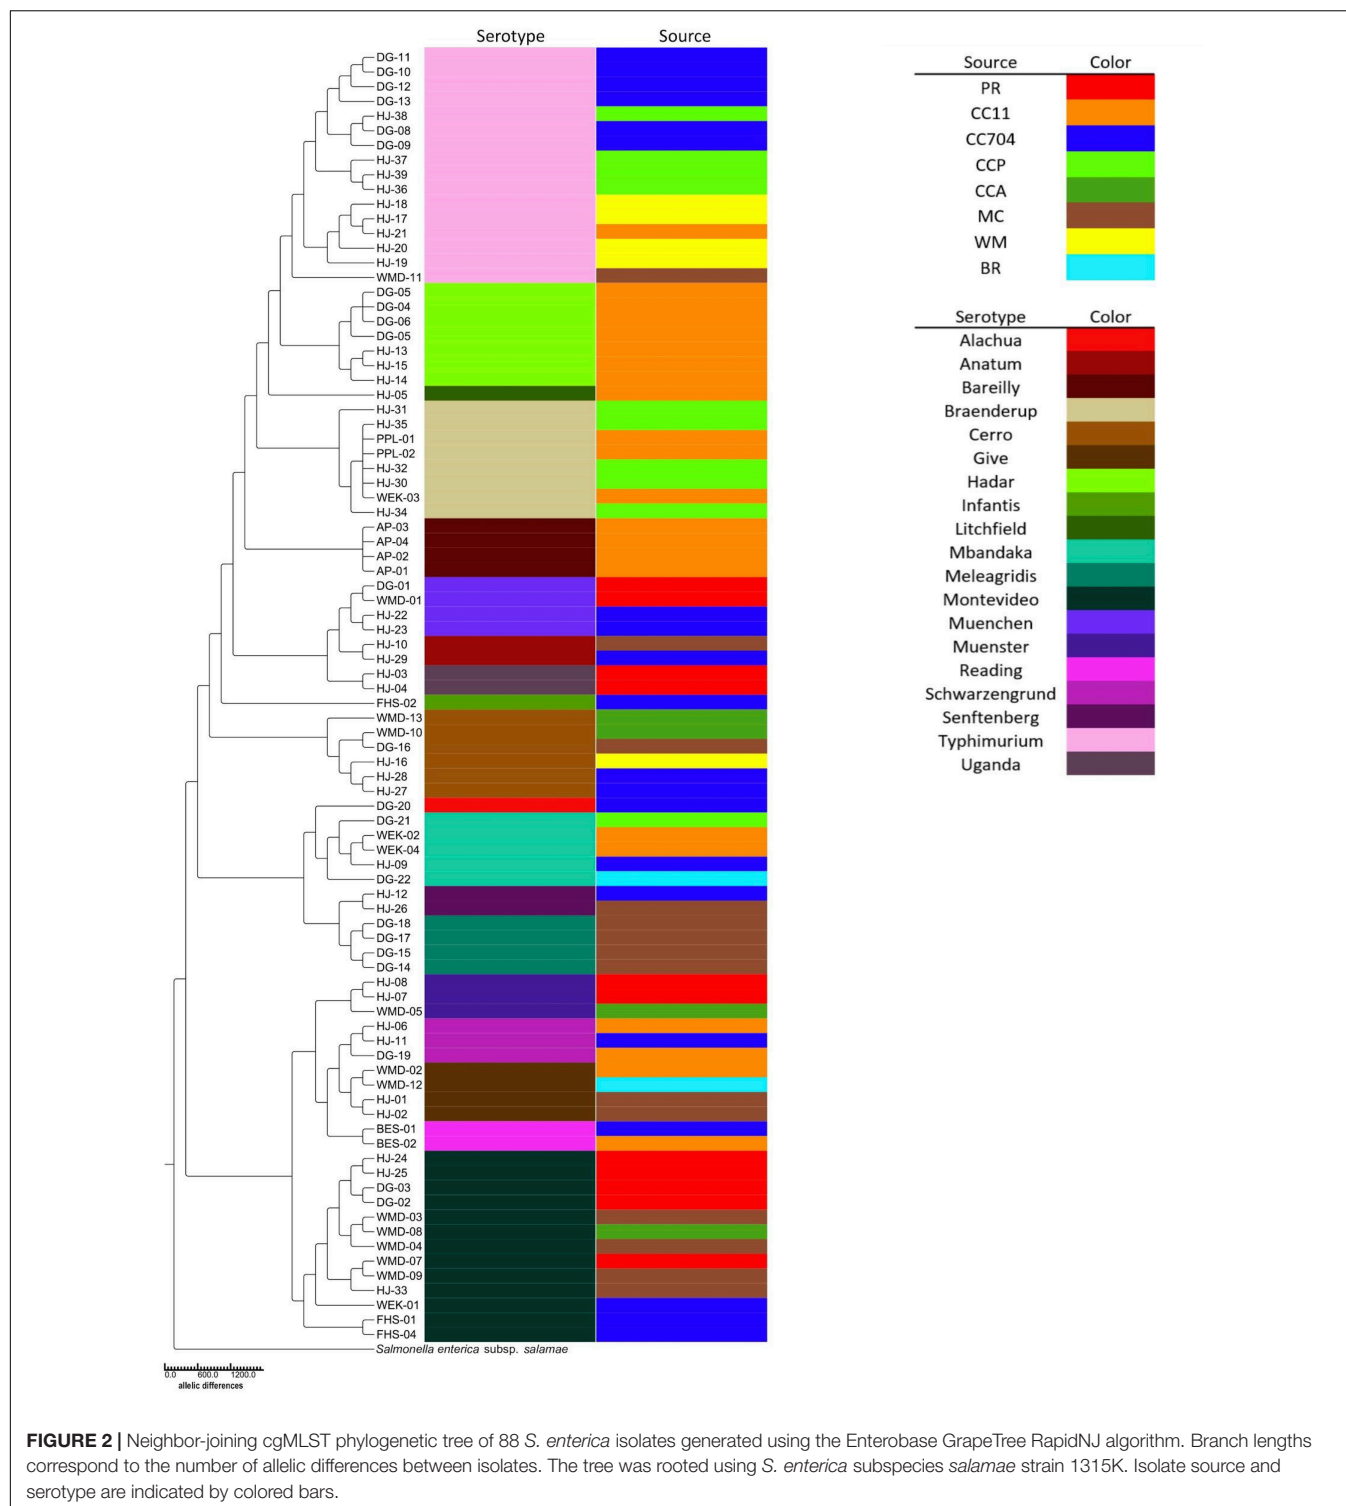 Serotype Source
DG-11
DG-10
DG-12
DG-13
HJ-38
DG-08
DG-09
HJ-37
HJ-39
HJ-36
HJ-18
HJ-17
HJ-21
HJ-20
HJ-19
WMD-11
DG-05
DG-04
DG-06
DG-05
HJ-13
HJ-15
HJ-14
HJ-05
HJ-31
HJ-35
PPL-01
PPL-02
HJ-32
HJ-30
WEK-03
HJ-34
AP-03
AP-04
AP-02
AP-01
DG-01
WMD-01
HJ-22
HJ-23
HJ-10
HJ-29
HJ-03
HJ-04
FHS-02
WMD-13
WMD-10
DG-16
HJ-16
HJ-28
HJ-27
DG-20
DG-21
WEK-02
WEK-04
HJ-09
DG-22
HJ-12
HJ-26
DG-18
DG-17
DG-15
DG-14
HJ-08
HJ-07
WMD-05
HJ-06
HJ-11
DG-19
WMD-02
WMD-12
HJ-01
HJ-02
BES-01
BES-02
HJ-24
HJ-25
DG-03
DG-02
WMD-03
WMD-08
WMD-04
WMD-07
WMD-09
HJ-33
WEK-01
FHS-01
FHS-04
Salmonella enterica subsp. salamae
0.0 600.0 1200.0
allelic differences
Source Color
PR
CC11
CC704
CCP
CCA
MC
WM
BR
Serotype Color
Alachua
Anatum
Bareilly
Braenderup
Cerro
Give
Hadar
Infantis
Litchfield
Mbandaka
Meleagridis
Montevideo
Muenchen
Muenster
Reading
Schwarzengrund
Senftenberg
Typhimurium
Uganda
FIGURE 2 | Neighbor-joining cgMLST phylogenetic tree of 88 S. enterica isolates generated using the Enterobase GrapeTree RapidNJ algorithm. Branch lengths
correspond to the number of allelic differences between isolates. The tree was rooted using S. enterica subspecies salamae strain 1315K. Isolate source and
serotype are indicated by colored bars.